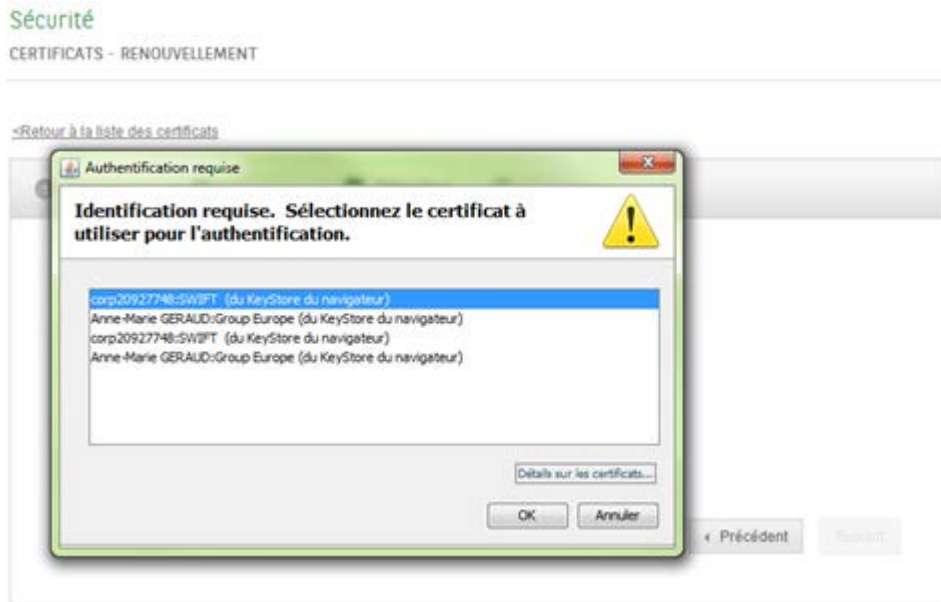 Sécurité
CERTIFICATS - RENOUVELLEMENT
<Retour à la liste des certificats
Authentification requise
Identification requise. Sélectionnez le certificat à
utiliser pour l'authentification.
corp20927748:SWIFT (du KeyStore du navigateur)
Anne-Marie GERAUD:Group Europe (du KeyStore du navigateur)
corp20927748:SWIFT (du KeyStore du navigateur)
Anne-Marie GERAUD:Group Europe (du KeyStore du navigateur)
Détails sur les certificats...
OK Annuler
‹ Précédent Suivant